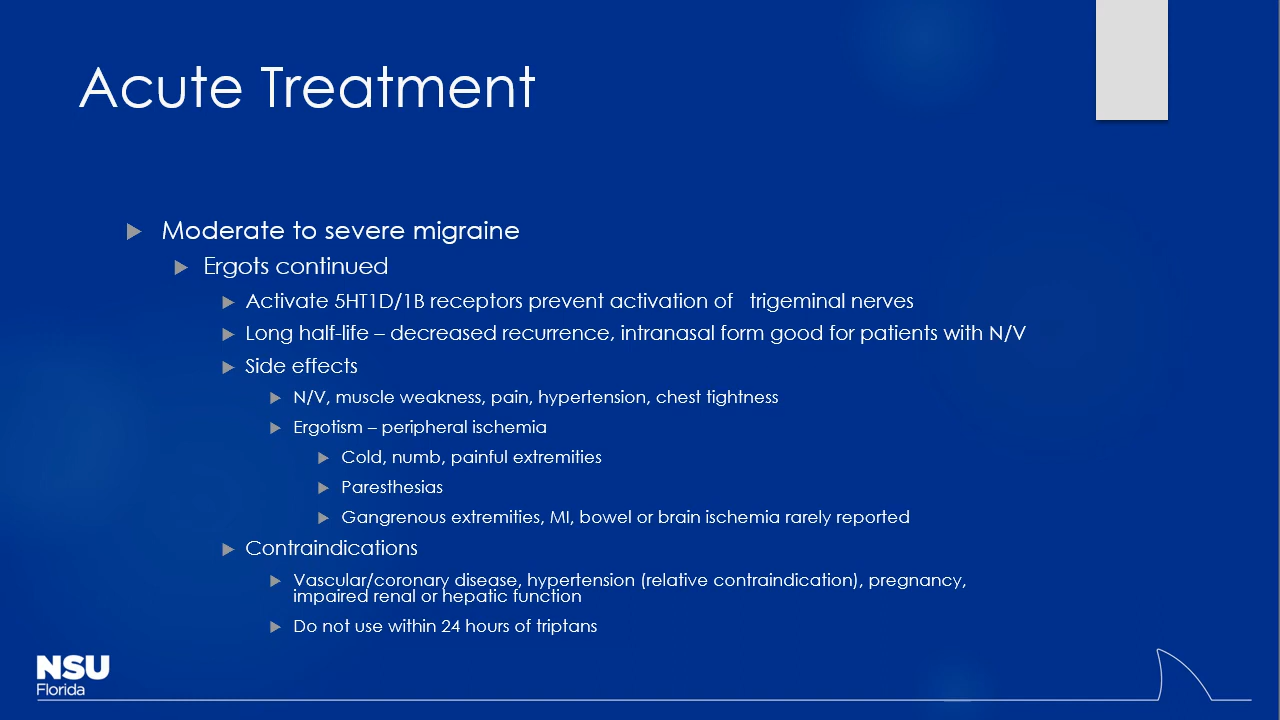 Acute Treatment
Moderate to severe migraine
Ergots continued
Activate 5HT1D/1B receptors prevent activation of   trigeminal nerves
Long half-life – decreased recurrence, intranasal form good for patients with N/V
Side effects
N/V, muscle weakness, pain, hypertension, chest tightness
Ergotism – peripheral ischemia
Cold, numb, painful extremities
Paresthesias
Gangrenous extremities, MI, bowel or brain ischemia rarely reported
Contraindications
Vascular/coronary disease, hypertension (relative contraindication), pregnancy,
impaired renal or hepatic function
Do not use within 24 hours of triptans
NSU
Florida